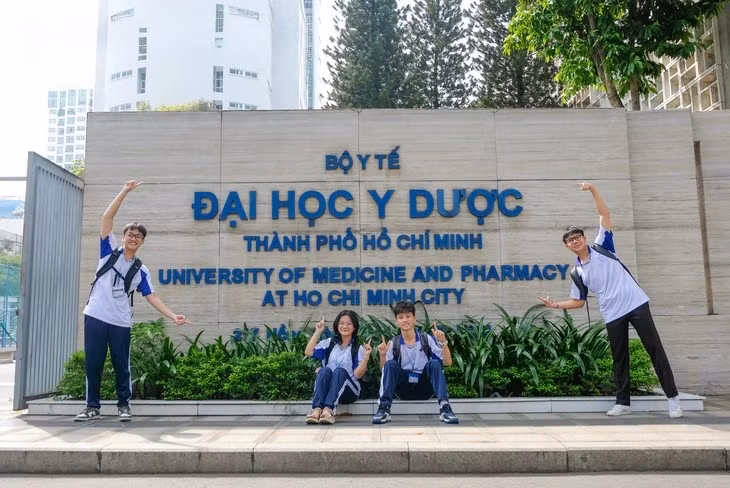 BỘ Y TẾ
ĐẠI HỌC Y DƯỢC
THÀNH PHỐ HỒ CHÍ MINH
UNIVERSITY OF MEDICINE AND PHARMACY
AT HO CHI MINH CITY